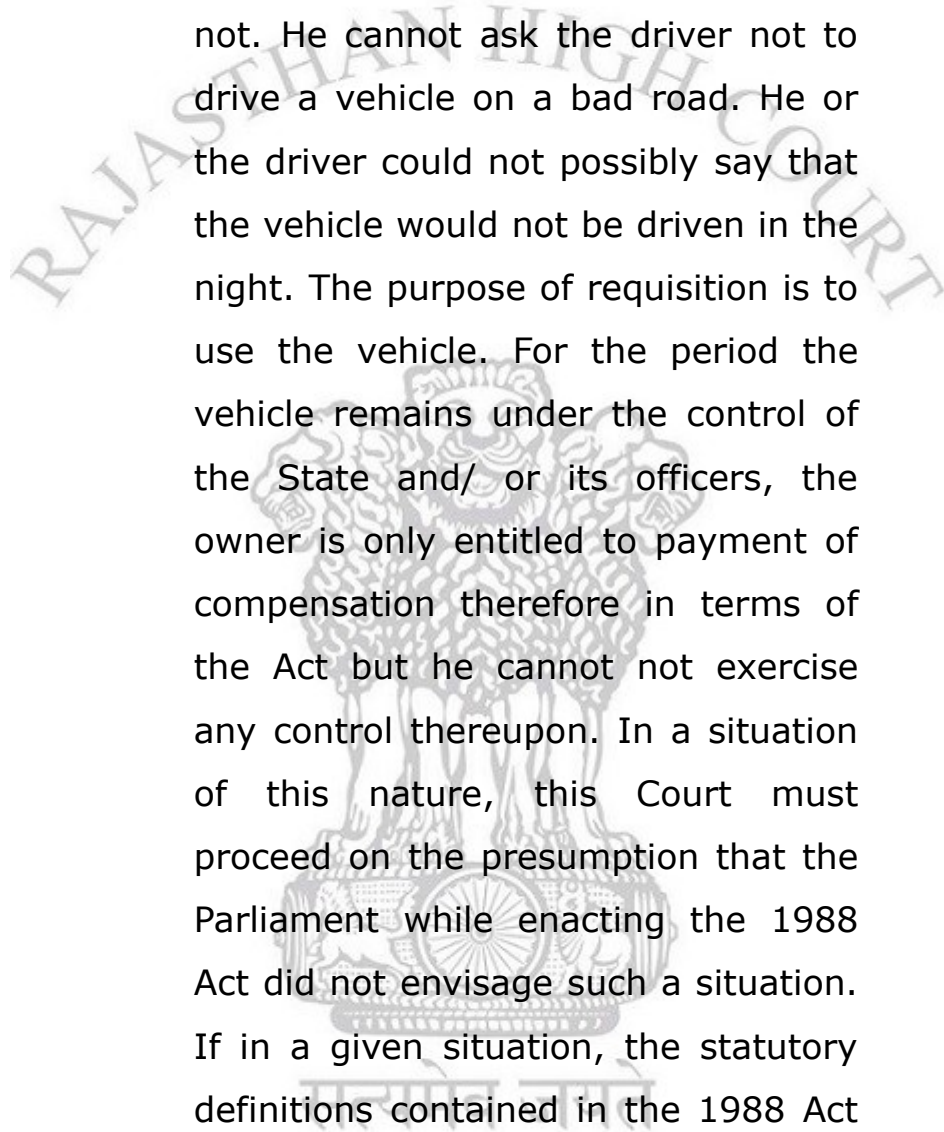 RAJASTHAN HIGH COURT
not. He cannot ask the driver not to
drive a vehicle on a bad road. He or
the driver could not possibly say that
the vehicle would not be driven in the
night. The purpose of requisition is to
use the vehicle. For the period the
vehicle remains under the control of
the State and/ or its officers, the
owner is only entitled to payment of
compensation therefore in terms of
the Act but he cannot not exercise
any control thereupon. In a situation
of this nature, this Court must
proceed on the presumption that the
Parliament while enacting the 1988
Act did not envisage such a situation.
If in a given situation, the statutory
definitions contained in the 1988 Act
सत्यमेव जयते